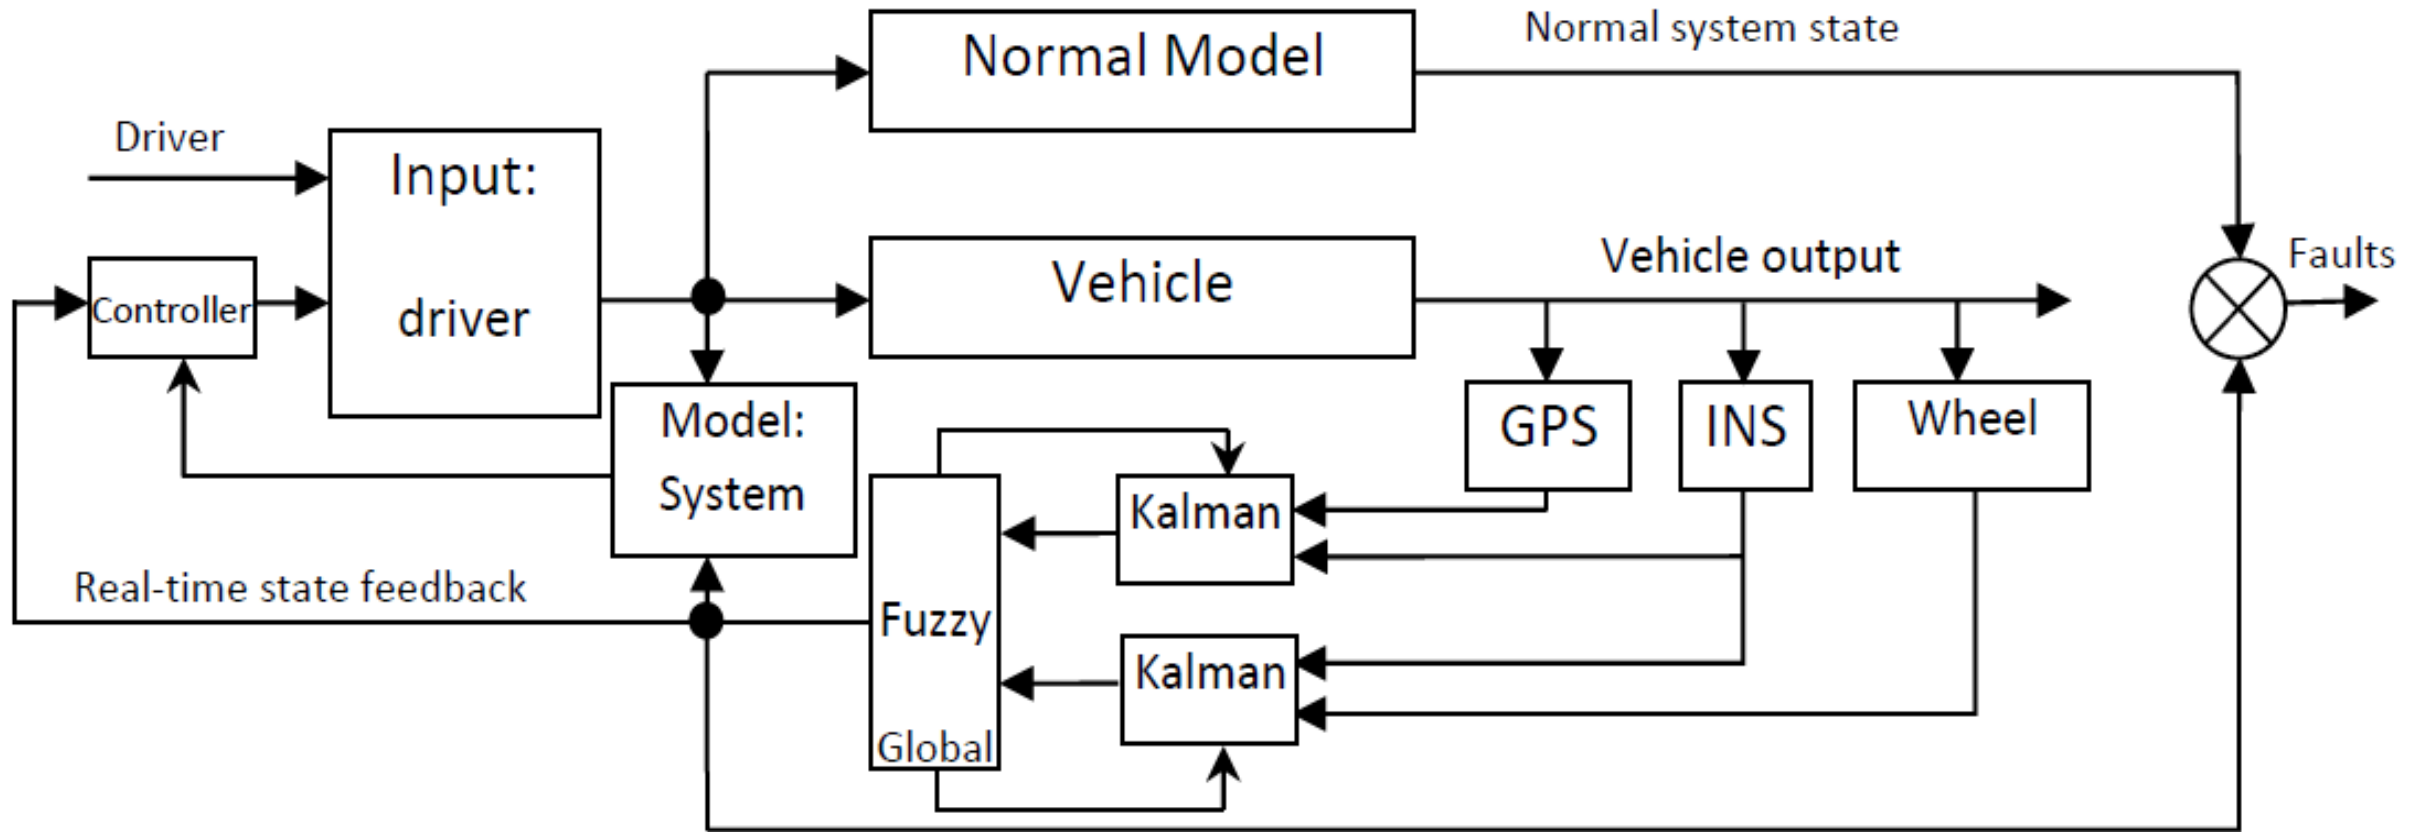 Normal Model
Normal system state
Driver
Input:
driver
Controller
Vehicle
Vehicle output
Faults
Model:
System
GPS
INS
Wheel
Kalman
Real-time state feedback
Fuzzy
Kalman
Global